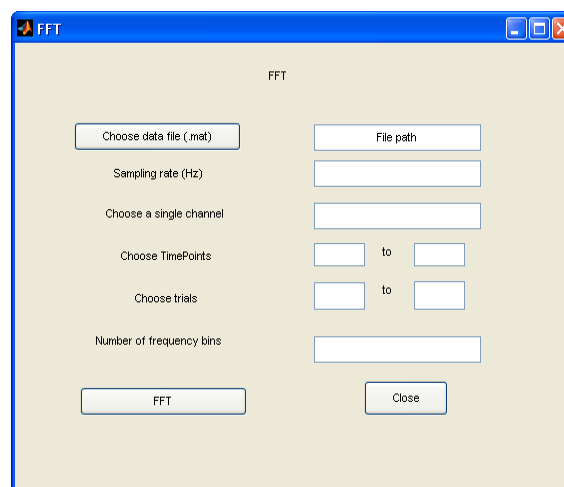 FFT
FFT
Choose data file (.mat) File path
Sampling rate (Hz)
Choose a single channel
Choose TimePoints to
Choose trials to
Number of frequency bins
FFT Close